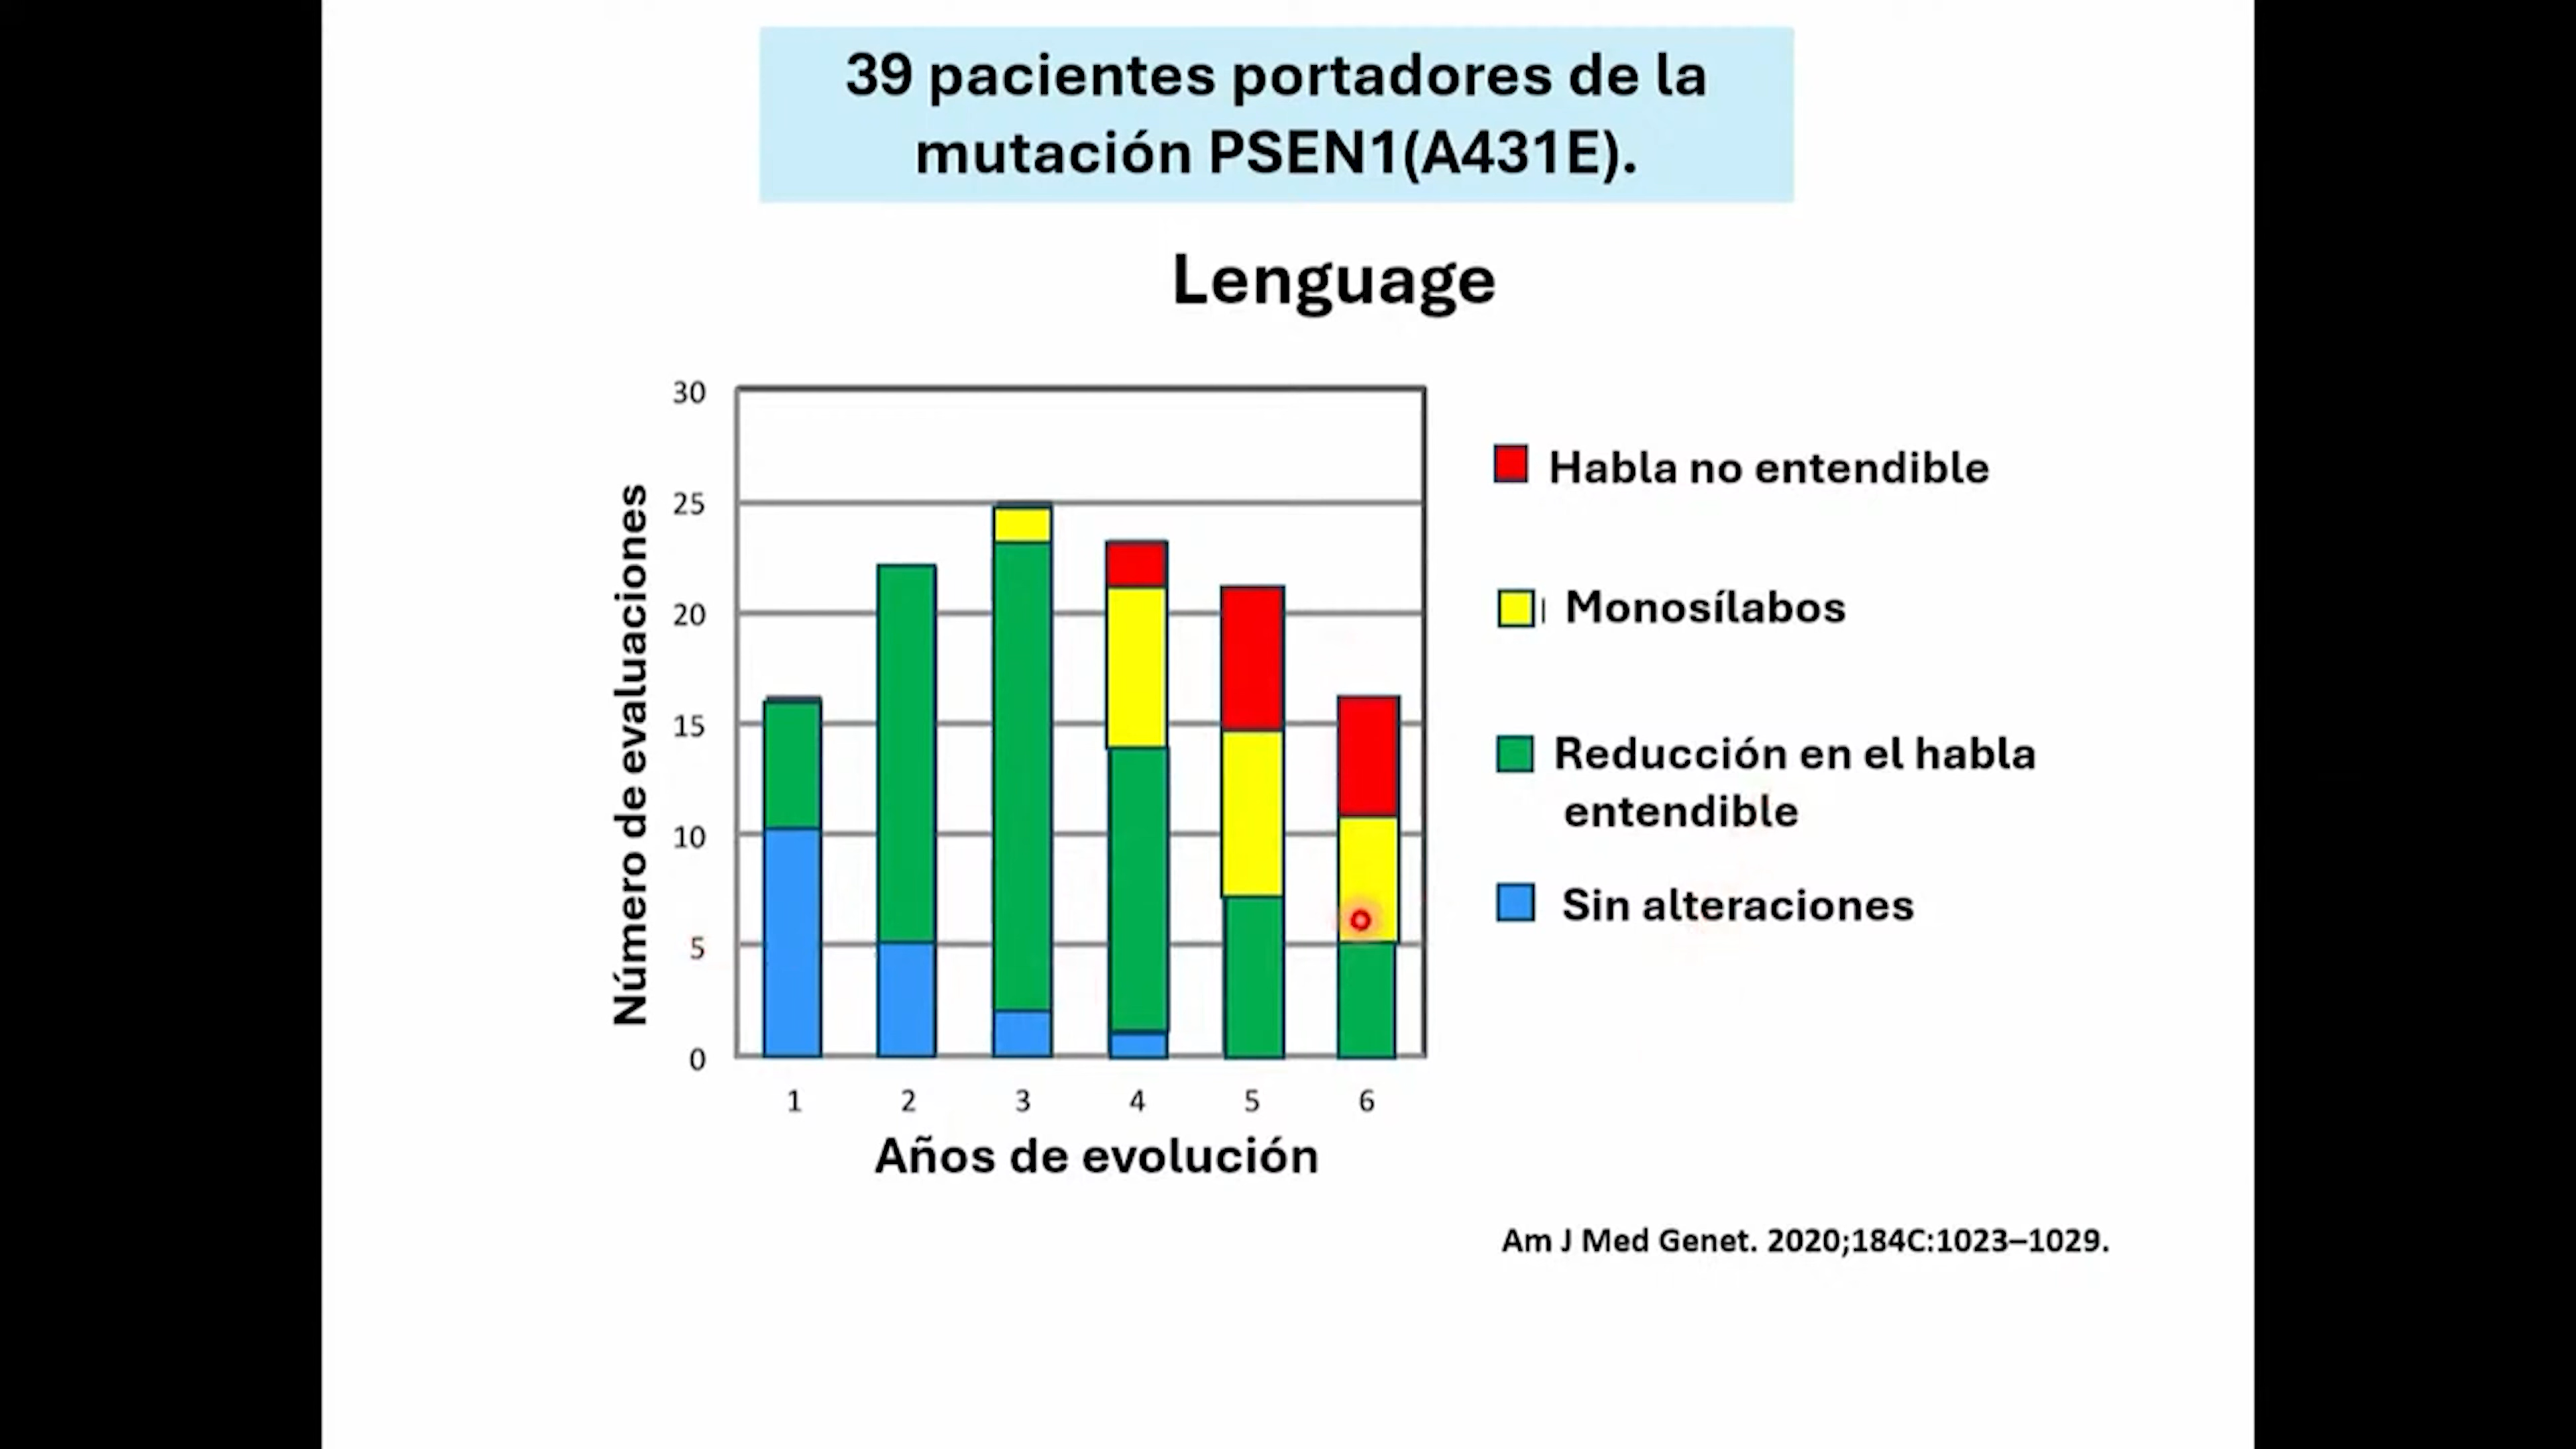 39 pacientes portadores de la
mutación PSEN1(A431E).
Lenguage
30
25
20
15
10
5
0
Número de evaluaciones
1 2 3 4 5 6
Años de evolución
Habla no entendible
Monosílabos
Reducción en el habla
entendible
Sin alteraciones
Am J Med Genet. 2020;184C:1023–1029.